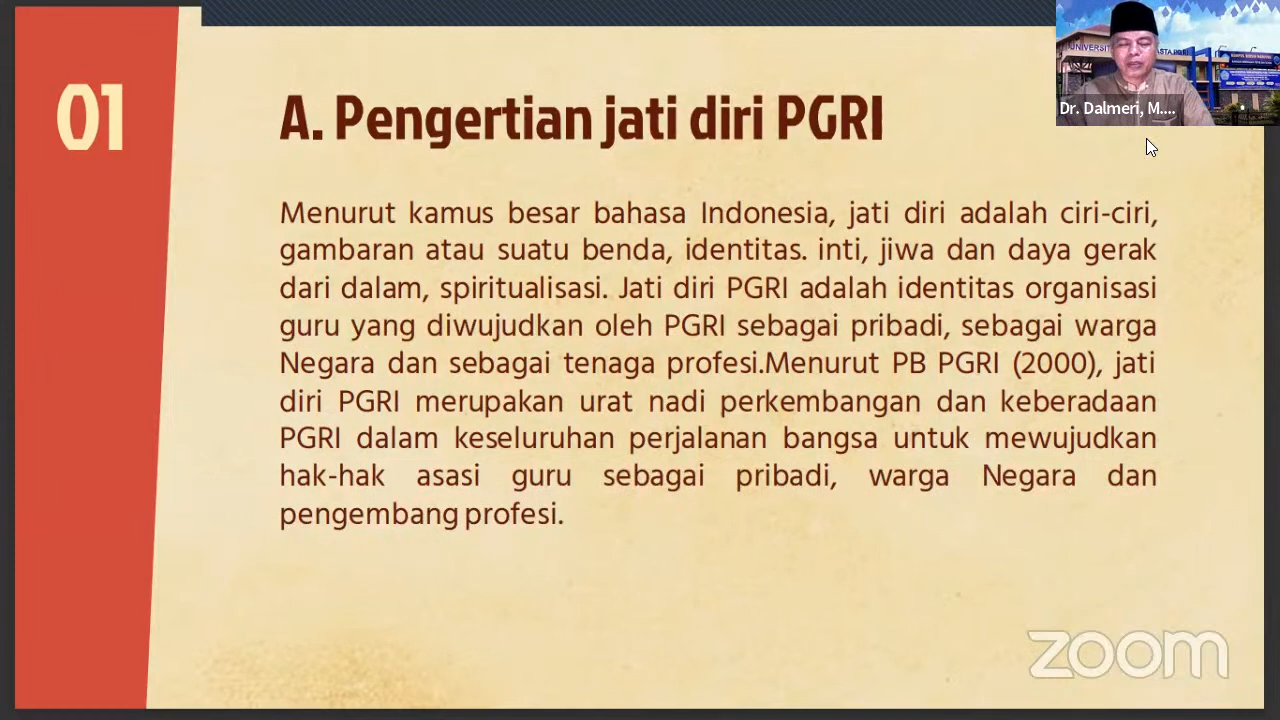 01
A. Pengertian jati diri PGRI
Menurut kamus besar bahasa Indonesia, jati diri adalah ciri-ciri,
gambaran atau suatu benda, identitas. inti, jiwa dan daya gerak
dari dalam, spiritualisasi. Jati diri PGRI adalah identitas organisasi
guru yang diwujudkan oleh PGRI sebagai pribadi, sebagai warga
Negara dan sebagai tenaga profesi.Menurut PB PGRI (2000), jati
diri PGRI merupakan urat nadi perkembangan dan keberadaan
PGRI dalam keseluruhan perjalanan bangsa untuk mewujudkan
hak-hak asasi guru sebagai pribadi, warga Negara dan
pengembang profesi.
Dr. Dalmeri, M....
zoom